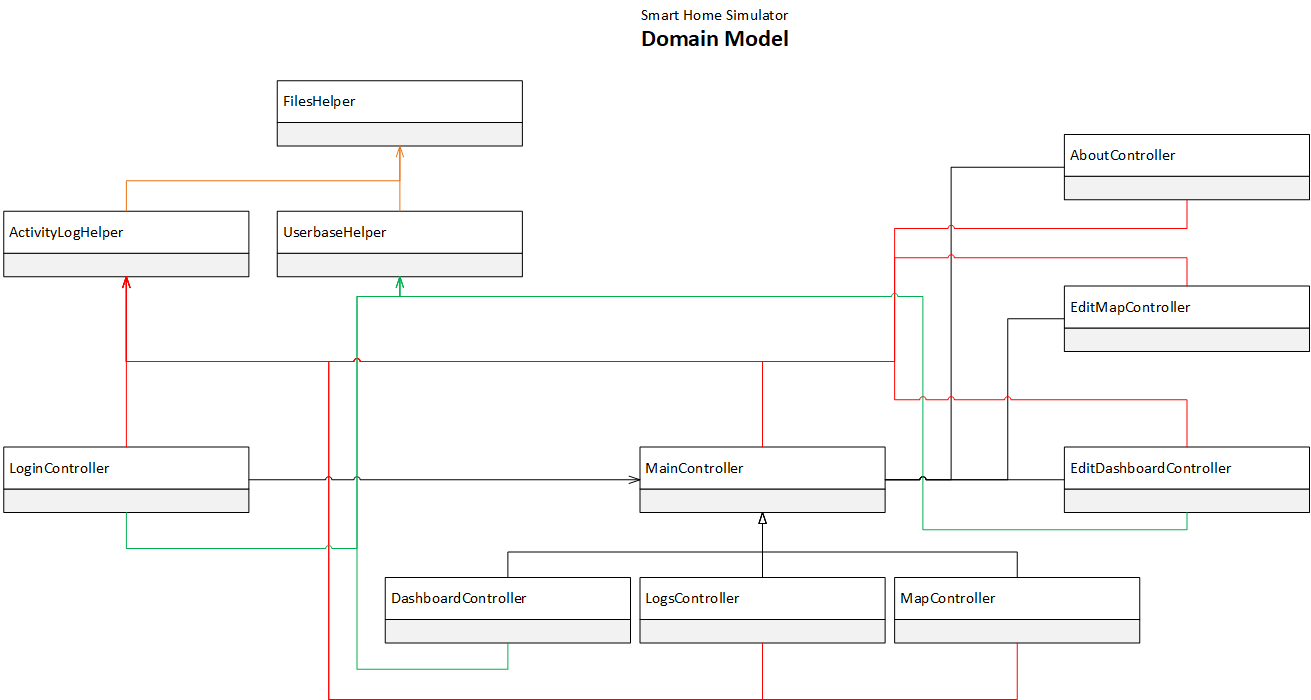 Smart Home Simulator
Domain Model
FilesHelper
AboutController
ActivityLogHelper
UserbaseHelper
EditMapController
LoginController
MainController
EditDashboardController
DashboardController
LogsController
MapController